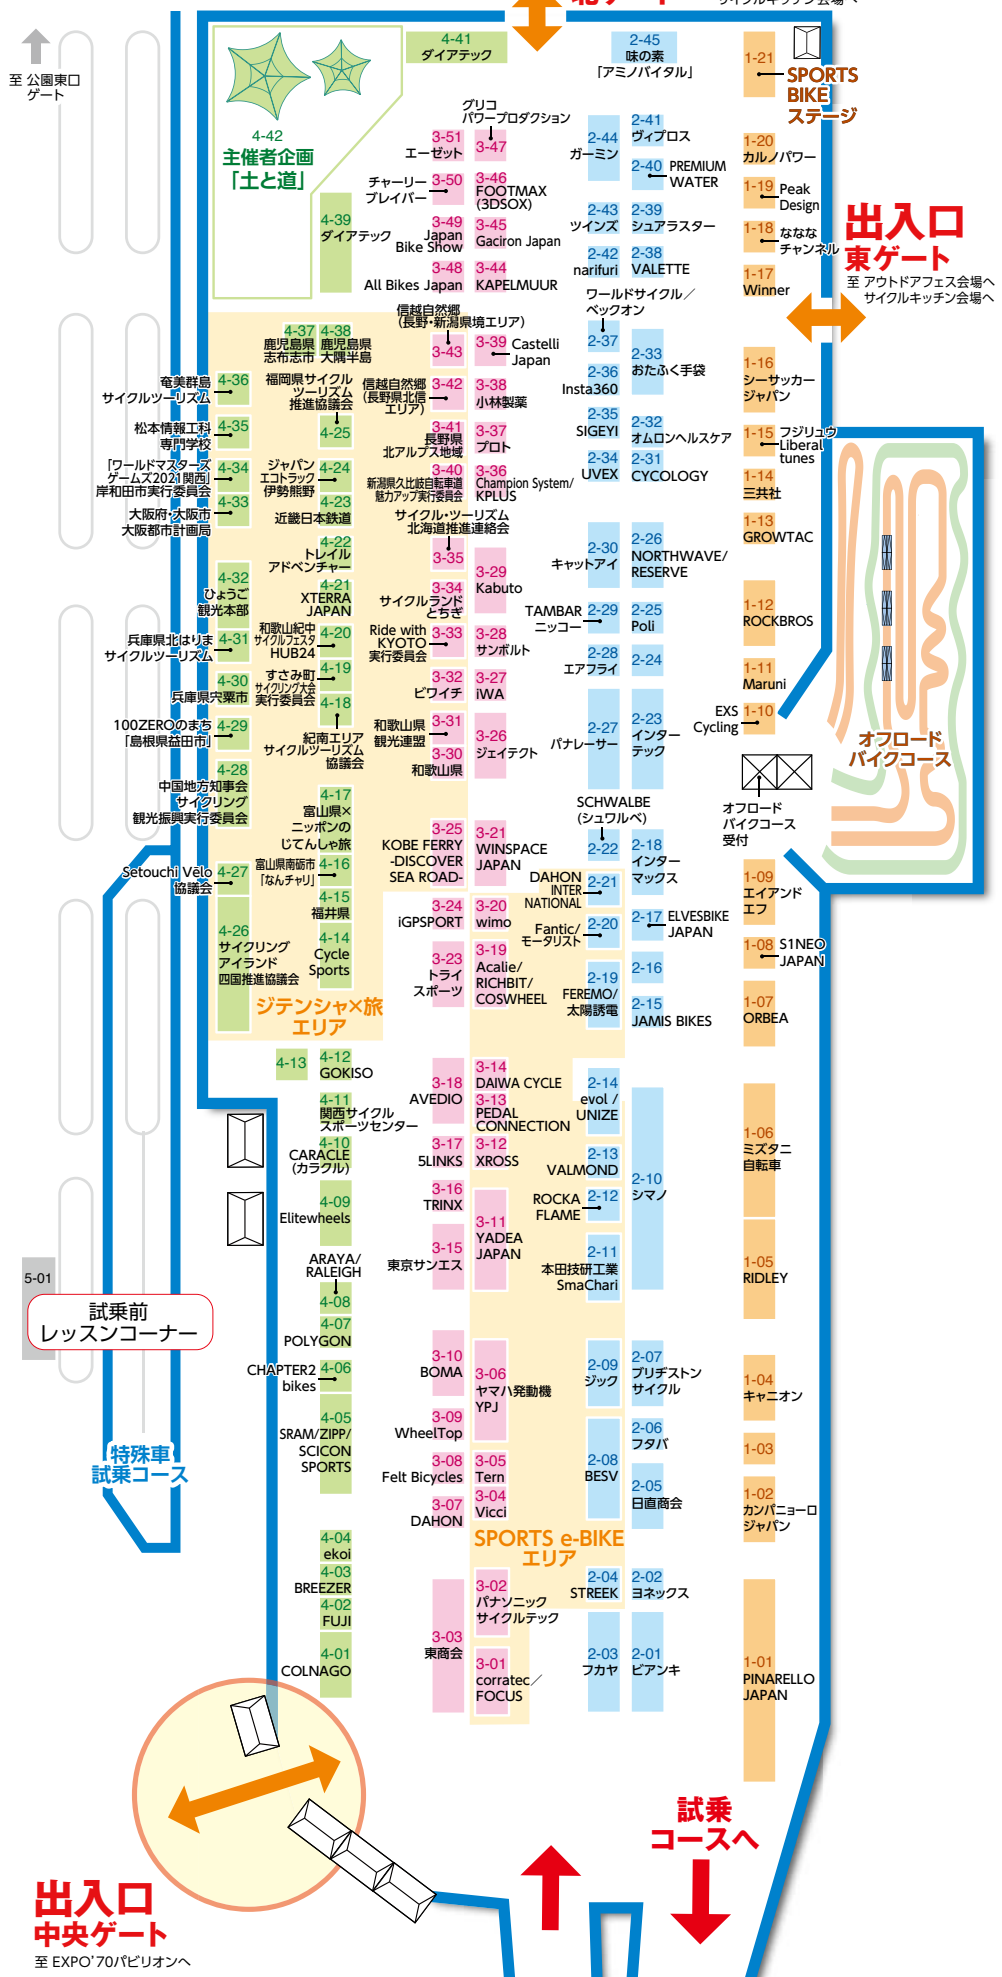 北ゲート
サイクルキッチン会場へ
至 公園東口
ゲート
4-42
主催者企画
「土と道」
4-41
ダイアテック
4-39
ダイアテック
2-45
味の素
「アミノバイタル」
1-21
SPORTS
BIKE
ステージ
グリコ
パワープロダクション
3-47
3-51
エーゼット
チャーリー
ブレイバー
3-50
3-46
FOOTMAX
(3DSOX)
3-49
Japan
Bike Show
3-45
Gaciron Japan
3-48
All Bikes Japan
3-44
KAPELMUUR
2-44
ガーミン
2-41
ヴィプロス
2-40
PREMIUM
WATER
2-43
ツインズ
2-39
シュアラスター
2-42
narifuri
2-38
VALETTE
ワールドサイクル／
ベックオン
2-37
2-33
おたふく手袋
2-36
Insta360
2-35
SIGEYI
2-32
オムロンヘルスケア
2-34
UVEX
2-31
CYCOLOGY
1-20
カルノパワー
1-19
Peak
Design
1-18
ななな
チャンネル
1-17
Winner
出入口
東ゲート
至 アウトドアフェス会場へ
サイクルキッチン会場へ
1-16
シーサッカー
ジャパン
1-15
フジリュウ
Liberal
tunes
1-14
三共社
1-13
GROWTAC
1-12
ROCKBROS
1-11
Maruni
EXS
Cycling
1-10
オフロード
バイクコース
オフロード
バイクコース
受付
4-37
鹿児島県
志布志市
4-38
鹿児島県
大隅半島
信越自然郷
(長野・新潟県境エリア)
3-43
3-39
Castelli
Japan
4-36
奄美群島
サイクルツーリズム
福岡県サイクル
ツーリズム
推進協議会
4-25
信越自然郷
(長野県北信
エリア)
3-42
3-38
小林製薬
4-35
松本情報工科
専門学校
3-41
長野県
北アルプス地域
3-37
プロト
「ワールドマスターズ
ゲームズ2021関西」
岸和田市実行委員会
4-34
ジャパン
エコトラック
伊勢熊野
4-24
3-40
新潟県久比岐自転車道
魅力アップ実行委員会
3-36
Champion System/
KPLUS
4-33
大阪府・大阪市
大阪都市計画局
4-23
近畿日本鉄道
サイクル・ツーリズム
北海道推進連絡会
3-35
4-22
トレイル
アドベンチャー
3-29
Kabuto
4-32
ひょうご
観光本部
4-21
XTERRA
JAPAN
3-34
サイクルランド
とちぎ
4-31
兵庫県北はりま
サイクルツーリズム
和歌山紀中
サイクルフェスタ
HUB24
4-20
Ride with
KYOTO
実行委員会
3-33
3-28
サンボルト
4-30
兵庫県宍粟市
すさみ町
サイクリング大会
実行委員会
4-19
3-32
ビワイチ
3-27
iWA
4-29
100ZEROのまち
「島根県益田市」
4-18
紀南エリア
サイクルツーリズム
協議会
和歌山県
観光連盟
3-31
3-26
ジェイテクト
3-30
和歌山県
4-28
中国地方知事会
サイクリング
観光振興実行委員会
4-17
富山県×
ニッポンの
じてんしゃ旅
3-25
KOBE FERRY
-DISCOVER
SEA ROAD-
3-21
WINSPACE
JAPAN
Setouchi Vélo
協議会
4-27
富山県南砺市
「なんチャリ」
4-16
4-15
福井県
3-24
iGPSPORT
3-20
wimo
4-26
サイクリング
アイランド
四国推進協議会
4-14
Cycle
Sports
3-23
トライ
スポーツ
3-19
Acalie/
RICHBIT/
COSWHEEL
ジテンシャ×旅
エリア
2-30
キャットアイ
2-26
NORTHWAVE/
RESERVE
TAMBAR
ニッコー
2-29
2-25
Poli
2-28
エアフライ
2-24
2-27
パナレーサー
2-23
インター
テック
SCHWALBE
(シュワルベ)
2-22
2-18
インター
マックス
DAHON
INTER
NATIONAL
2-21
2-17
ELVESBIKE
JAPAN
Fantic/
モータリスト
2-20
2-19
FEREMO/
太陽誘電
2-16
2-15
JAMIS BIKES
1-09
エイアンド
エフ
1-08
S1NEO
JAPAN
1-07
ORBEA
4-13
4-12
GOKISO
4-11
関西サイクル
スポーツセンター
4-10
CARACLE
(カラクル)
4-09
Elitewheels
ARAYA/
RALEIGH
4-08
4-07
POLYGON
CHAPTER2
bikes
4-06
4-05
SRAM/ZIPP/
SCICON
SPORTS
4-04
ekoi
4-03
BREEZER
4-02
FUJI
4-01
COLNAGO
3-18
AVEDIO
3-14
DAIWA CYCLE
3-13
PEDAL
CONNECTION
3-17
5LINKS
3-12
XROSS
3-16
TRINX
3-11
YADEA
JAPAN
3-15
東京サンエス
3-10
BOMA
3-06
ヤマハ発動機
YPJ
3-09
WheelTop
3-08
Felt Bicycles
3-05
Tern
3-07
DAHON
3-04
Vicci
SPORTS e-BIKE
エリア
3-03
東商会
3-02
パナソニック
サイクルテック
3-01
corratec／
FOCUS
2-14
evol /
UNIZE
2-13
VALMOND
2-10
シマノ
ROCKA
FLAME
2-12
2-11
本田技研工業
SmaChari
2-09
ジック
2-07
ブリヂストン
サイクル
2-06
フタバ
2-08
BESV
2-05
日直商会
2-04
STREEK
2-02
ヨネックス
2-03
フカヤ
2-01
ビアンキ
1-06
ミズタニ
自転車
1-05
RIDLEY
1-04
キャニオン
1-03
1-02
カンパニョーロ
ジャパン
1-01
PINARELLO
JAPAN
5-01
試乗前
レッスンコーナー
特殊車
試乗コース
試乗
コースへ
出入口
中央ゲート
至 EXPO'70パビリオンへ